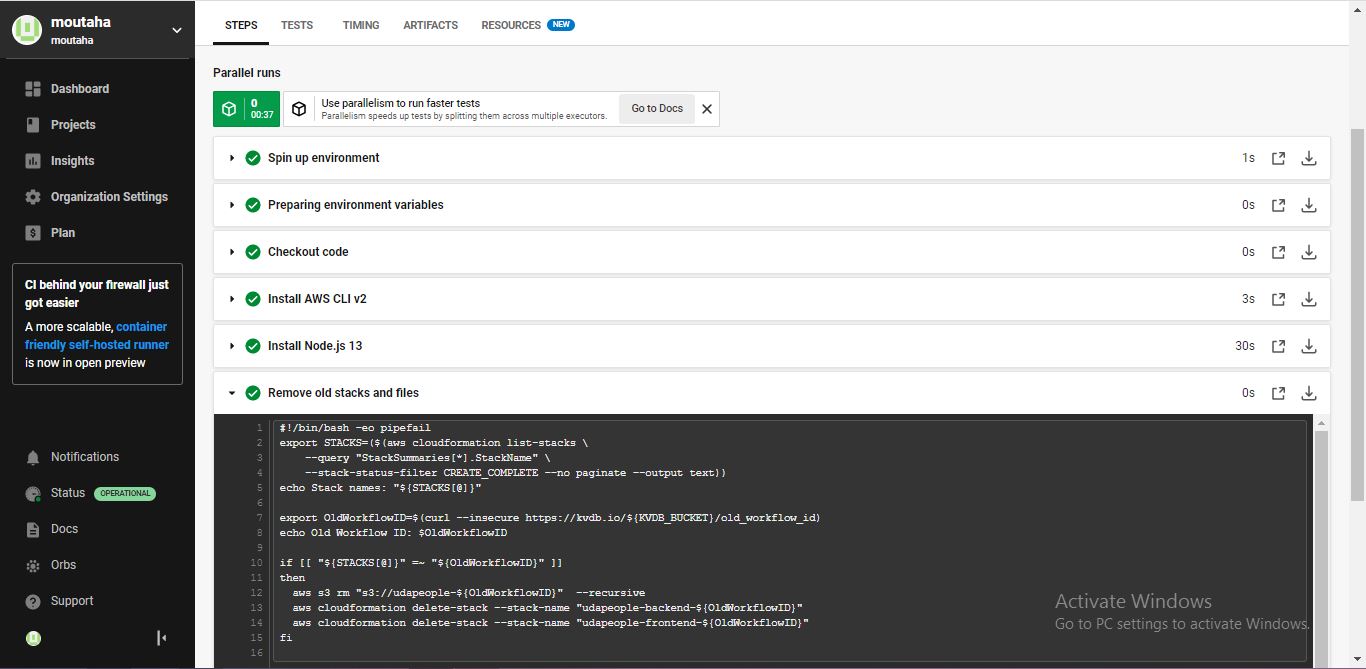 moutaha
moutaha
Dashboard
Projects
Insights
Organization Settings
Plan
CI behind your firewall just
got easier
A more scalable, container
friendly self-hosted runner
is now in open preview
Notifications
Status OPERATIONAL
Docs
Orbs
Support
STEPS TESTS TIMING ARTIFACTS RESOURCES NEW
Parallel runs
0
00:37
Use parallelism to run faster tests
Parallelism speeds up tests by splitting them across multiple executors.
Go to Docs
Spin up environment 1s
Preparing environment variables 0s
Checkout code 0s
Install AWS CLI v2 3s
Install Node.js 13 30s
Remove old stacks and files 0s
1 #!/bin/bash -eo pipefail
2 export STACKS=($(aws cloudformation list-stacks \
3 --query "StackSummaries[*].StackName" \
4 --stack-status-filter CREATE_COMPLETE --no paginate --output text))
5 echo Stack names: "${STACKS[@]}"
6
7 export OldWorkflowID=$(curl --insecure https://kvdb.io/${KVDB_BUCKET}/old_workflow_id)
8 echo Old Workflow ID: $OldWorkflowID
9
10 if [[ "${STACKS[@]}" =~ "${OldWorkflowID}" ]]
11 then
12 aws s3 rm "s3://udapeople-${OldWorkflowID}" --recursive
13 aws cloudformation delete-stack --stack-name "udapeople-backend-${OldWorkflowID}"
14 aws cloudformation delete-stack --stack-name "udapeople-frontend-${OldWorkflowID}"
15 fi
16
Activate Windows
Go to PC settings to activate Windows.